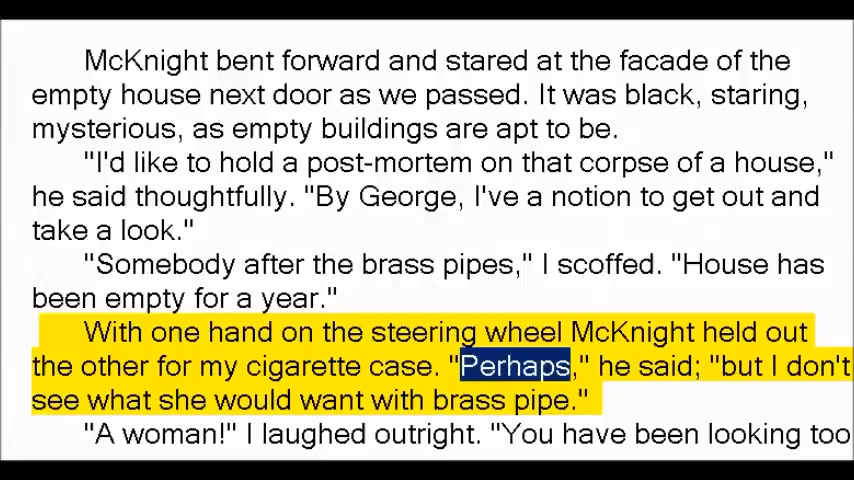 McKnight bent forward and stared at the facade of the
empty house next door as we passed. It was black, staring,
mysterious, as empty buildings are apt to be.
"I'd like to hold a post-mortem on that corpse of a house,"
he said thoughtfully. "By George, I've a notion to get out and
take a look."
"Somebody after the brass pipes," I scoffed. "House has
been empty for a year."
With one hand on the steering wheel McKnight held out
the other for my cigarette case. "Perhaps," he said; "but I don't
see what she would want with brass pipe."
"A woman!" I laughed outright. "You have been looking too